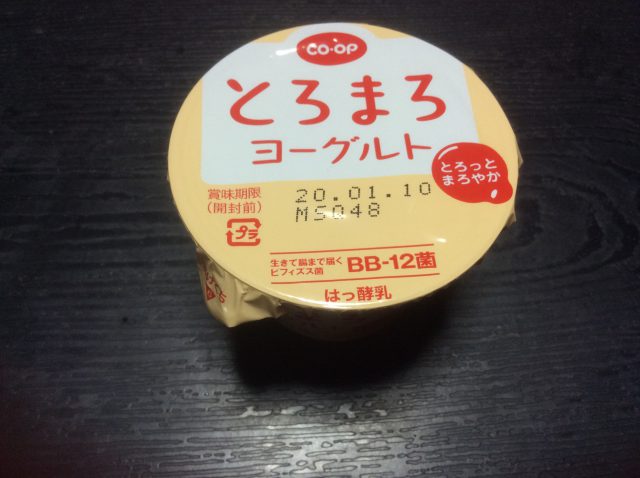 CO-OP
とろまろ
ヨーグルト
とろっと
まろやか
賞味期限
(開封前)
20.01.10
MS048
プラ
生きて腸まで届く
ビフィズス菌
BB-12菌
はっ酵乳